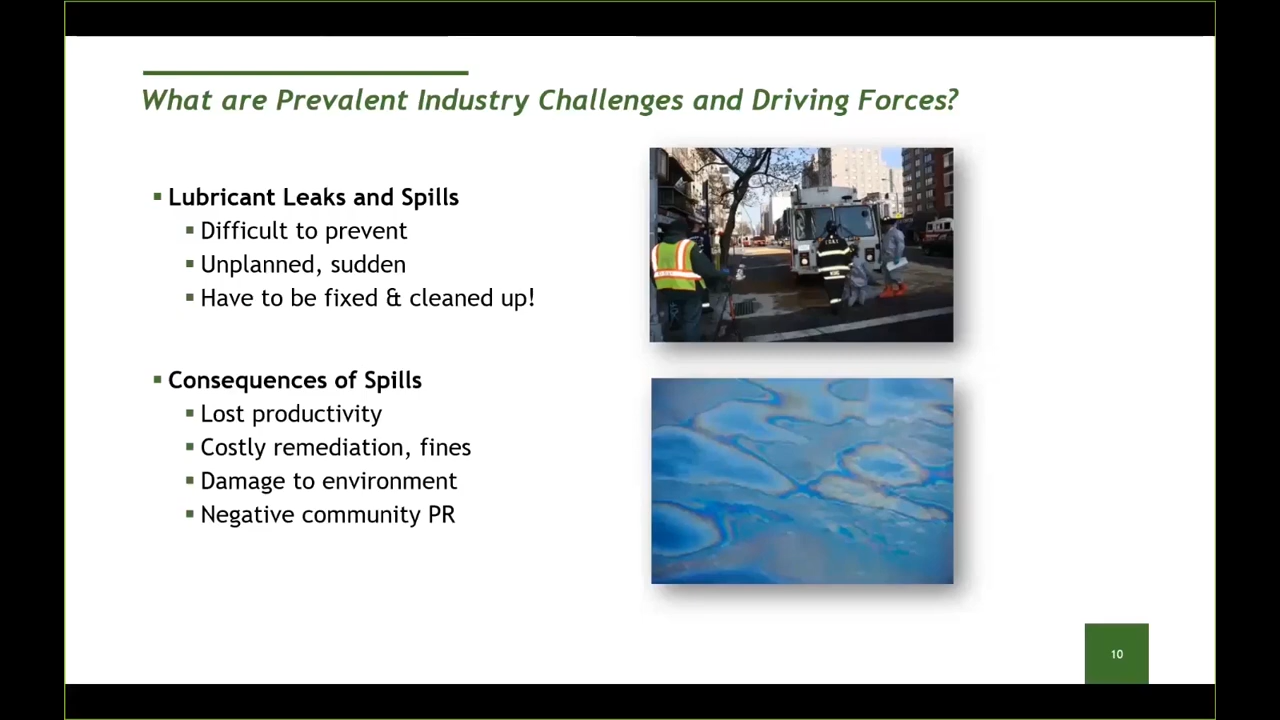 What are Prevalent Industry Challenges and Driving Forces?
▪ Lubricant Leaks and Spills
▪ Difficult to prevent
▪ Unplanned, sudden
▪ Have to be fixed & cleaned up!
▪ Consequences of Spills
▪ Lost productivity
▪ Costly remediation, fines
▪ Damage to environment
▪ Negative community PR
10